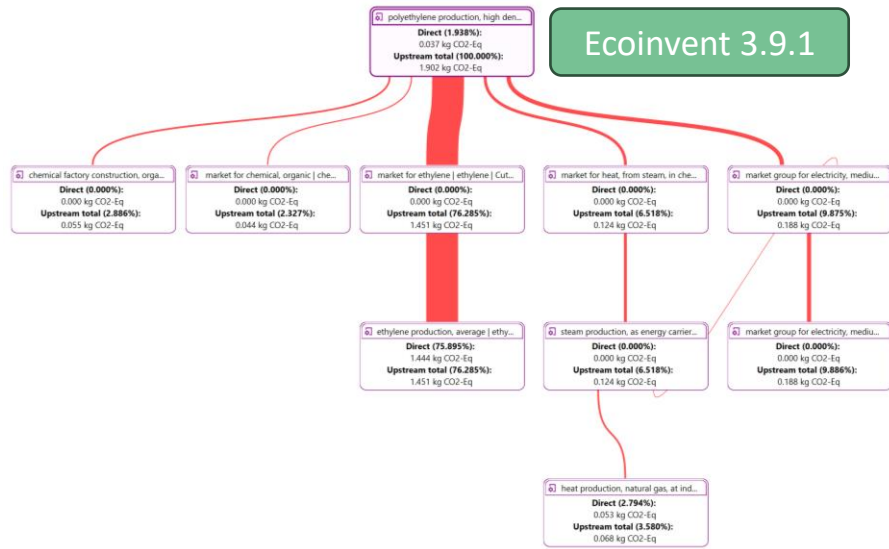 polyethylene production, high den...
Direct (1.938%):
0.037 kg CO2-Eq
Upstream total (100.000%):
1.902 kg CO2-Eq
Ecoinvent 3.9.1
chemical factory construction, orga...
Direct (0.000%):
0.000 kg CO2-Eq
Upstream total (2.886%):
0.055 kg CO2-Eq
market for chemical, organic | che...
Direct (0.000%):
0.000 kg CO2-Eq
Upstream total (2.327%):
0.044 kg CO2-Eq
market for ethylene | ethylene | Cut...
Direct (0.000%):
0.000 kg CO2-Eq
Upstream total (76.285%):
1.451 kg CO2-Eq
market for heat, from steam, in che...
Direct (0.000%):
0.000 kg CO2-Eq
Upstream total (6.518%):
0.124 kg CO2-Eq
market group for electricity, mediu...
Direct (0.000%):
0.000 kg CO2-Eq
Upstream total (9.875%):
0.188 kg CO2-Eq
ethylene production, average | ethy...
Direct (75.895%):
1.444 kg CO2-Eq
Upstream total (76.285%):
1.451 kg CO2-Eq
steam production, as energy carrier...
Direct (0.000%):
0.000 kg CO2-Eq
Upstream total (6.518%):
0.124 kg CO2-Eq
market group for electricity, mediu...
Direct (0.000%):
0.000 kg CO2-Eq
Upstream total (9.886%):
0.188 kg CO2-Eq
heat production, natural gas, at ind...
Direct (2.794%):
0.053 kg CO2-Eq
Upstream total (3.580%):
0.068 kg CO2-Eq